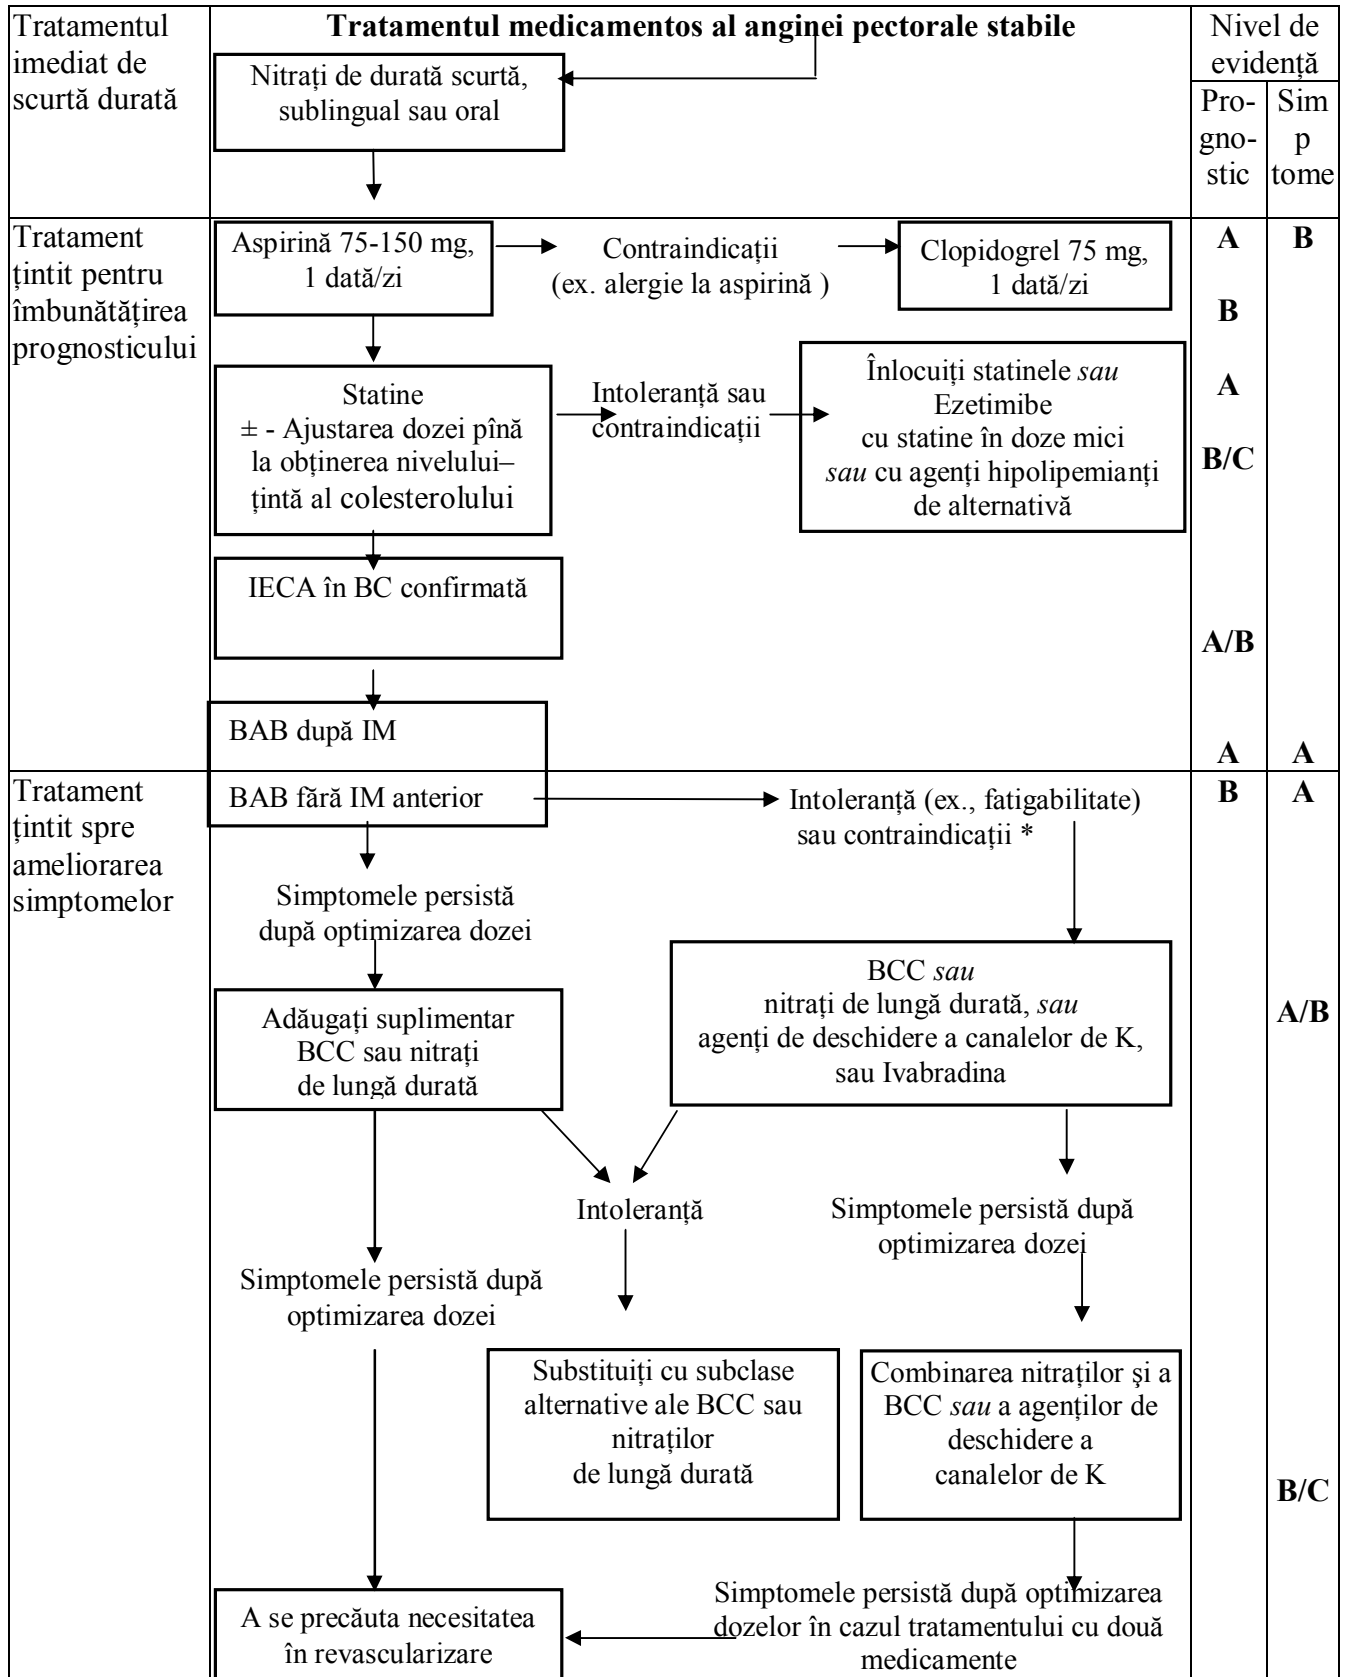 Tratamentul
imediat de
scurtă durată
Tratamentul medicamentos al anginei pectorale stabile
Nivel de
evidență
Nitrați de durată scurtă,
sublingual sau oral
Pro-
gno-
stic
Sim
p
tome
Tratament
țintit pentru
îmbunătățirea
prognosticului
Aspirină 75-150 mg,
1 dată/zi
Contraindicații
(ex. alergie la aspirină )
Clopidogrel 75 mg,
1 dată/zi
A
B
B
Statine
± - Ajustarea dozei pînă
la obținerea nivelului–
țintă al colesterolului
Intoleranță sau
contraindicații
Înlocuiți statinele sau
Ezetimibe
cu statine în doze mici
sau cu agenți hipolipemianți
de alternativă
A
B/C
IECA în BC confirmată
A/B
BAB după IM
A
A
Tratament
țintit spre
ameliorarea
simptomelor
BAB fără IM anterior
Intoleranță (ex., fatigabilitate)
sau contraindicații *
B
A
Simptomele persistă
după optimizarea dozei
Adăugați suplimentar
BCC sau nitrați
de lungă durată
BCC sau
nitrați de lungă durată, sau
agenți de deschidere a canalelor de K,
sau Ivabradina
A/B
Intoleranță
Simptomele persistă după
optimizarea dozei
Simptomele persistă după
optimizarea dozei
Substituiți cu subclase
alternative ale BCC sau
nitraților
de lungă durată
Combinarea nitraților şi a
BCC sau a agenților de
deschidere a
canalelor de K
B/C
A se precăuta necesitatea
în revascularizare
Simptomele persistă după optimizarea
dozelor în cazul tratamentului cu două
medicamente